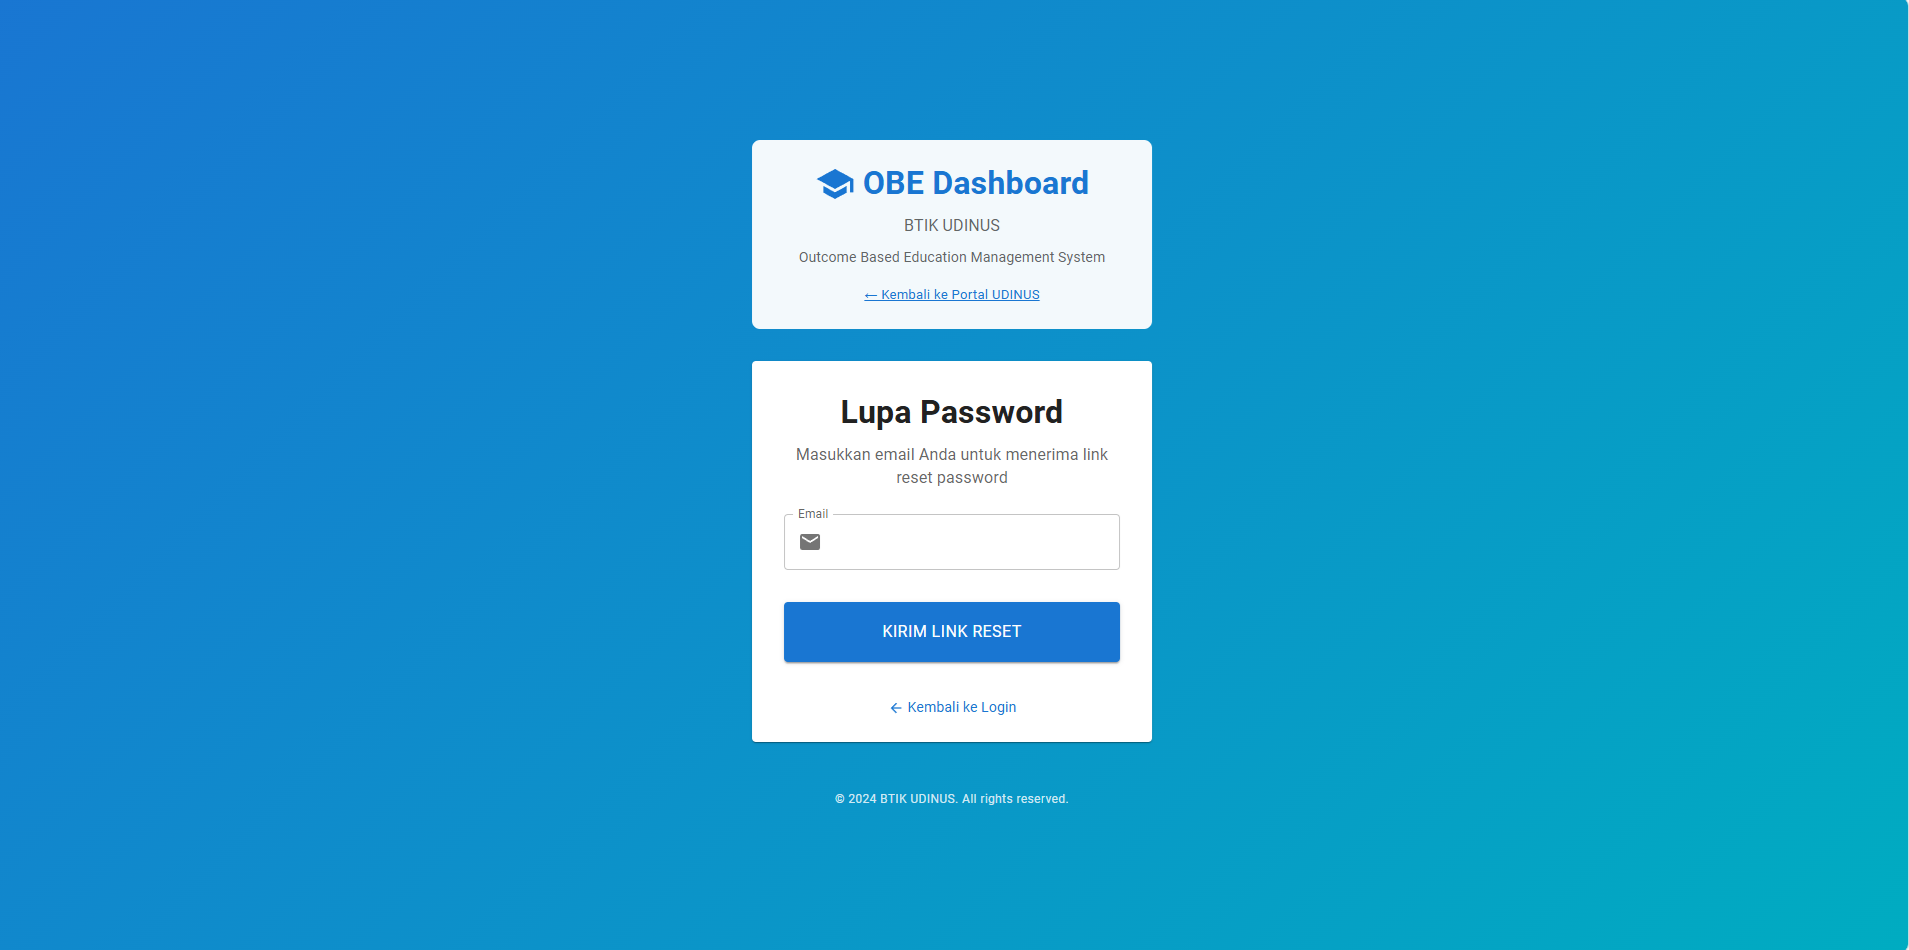 OBE Dashboard
BTIK UDINUS
Outcome Based Education Management System
← Kembali ke Portal UDINUS
Lupa Password
Masukkan email Anda untuk menerima link
reset password
Email
KIRIM LINK RESET
← Kembali ke Login
© 2024 BTIK UDINUS. All rights reserved.